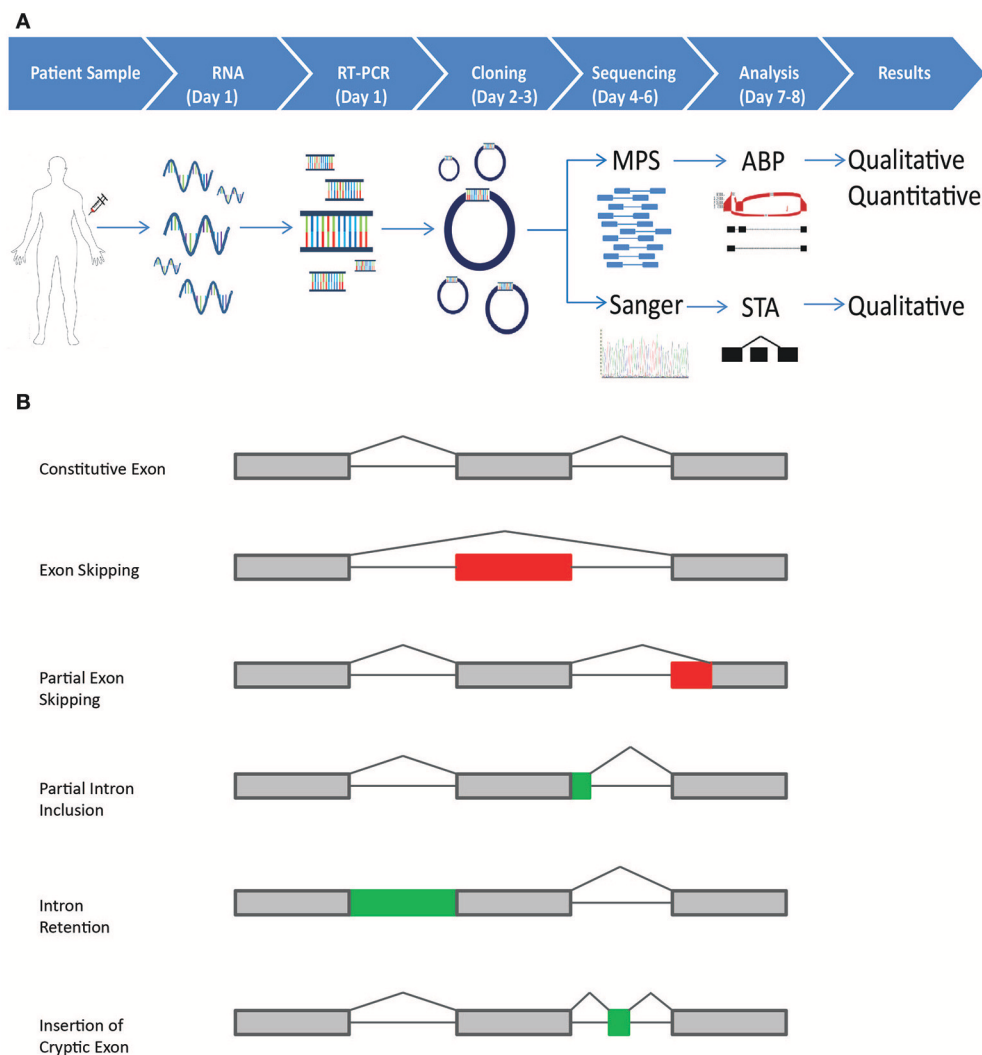 A
Patient Sample
RNA
(Day 1)
RT-PCR
(Day 1)
Cloning
(Day 2-3)
Sequencing
(Day 4-6)
Analysis
(Day 7-8)
Results
MPS
ABP
Qualitative
Quantitative
Sanger
STA
Qualitative
B
Constitutive Exon
Exon Skipping
Partial Exon
Skipping
Partial Intron
Inclusion
Intron
Retention
Insertion of
Cryptic Exon